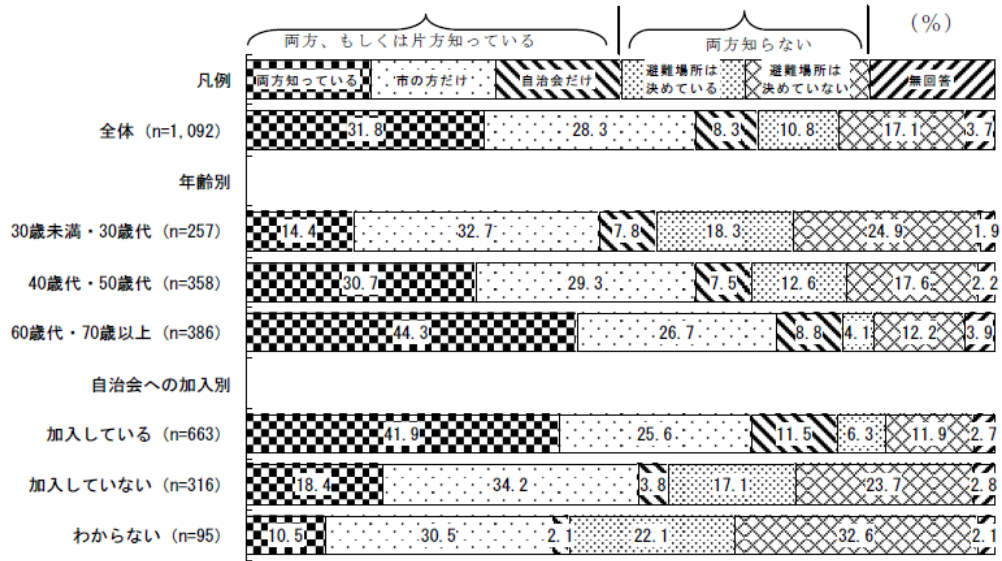 (%)
両方、もしくは片方知っている
両方知らない
凡例
両方知っている
市の方だけ
自治会だけ
避難場所は
決めている
避難場所は
決めていない
無回答
全体 (n=1,092)
31.8 28.3 8.3 10.8 17.1 3.7
年齢別
30歳未満・30歳代 (n=257)
14.4 32.7 7.8 18.3 24.9 1.9
40歳代・50歳代 (n=358)
30.7 29.3 7.5 12.6 17.6 2.2
60歳代・70歳以上 (n=386)
44.3 26.7 8.8 4.1 12.2 3.9
自治会への加入別
加入している (n=663)
41.9 25.6 11.5 6.3 11.9 2.7
加入していない (n=316)
18.4 34.2 3.8 17.1 23.7 2.8
わからない (n=95)
10.5 30.5 2.1 22.1 32.6 2.1